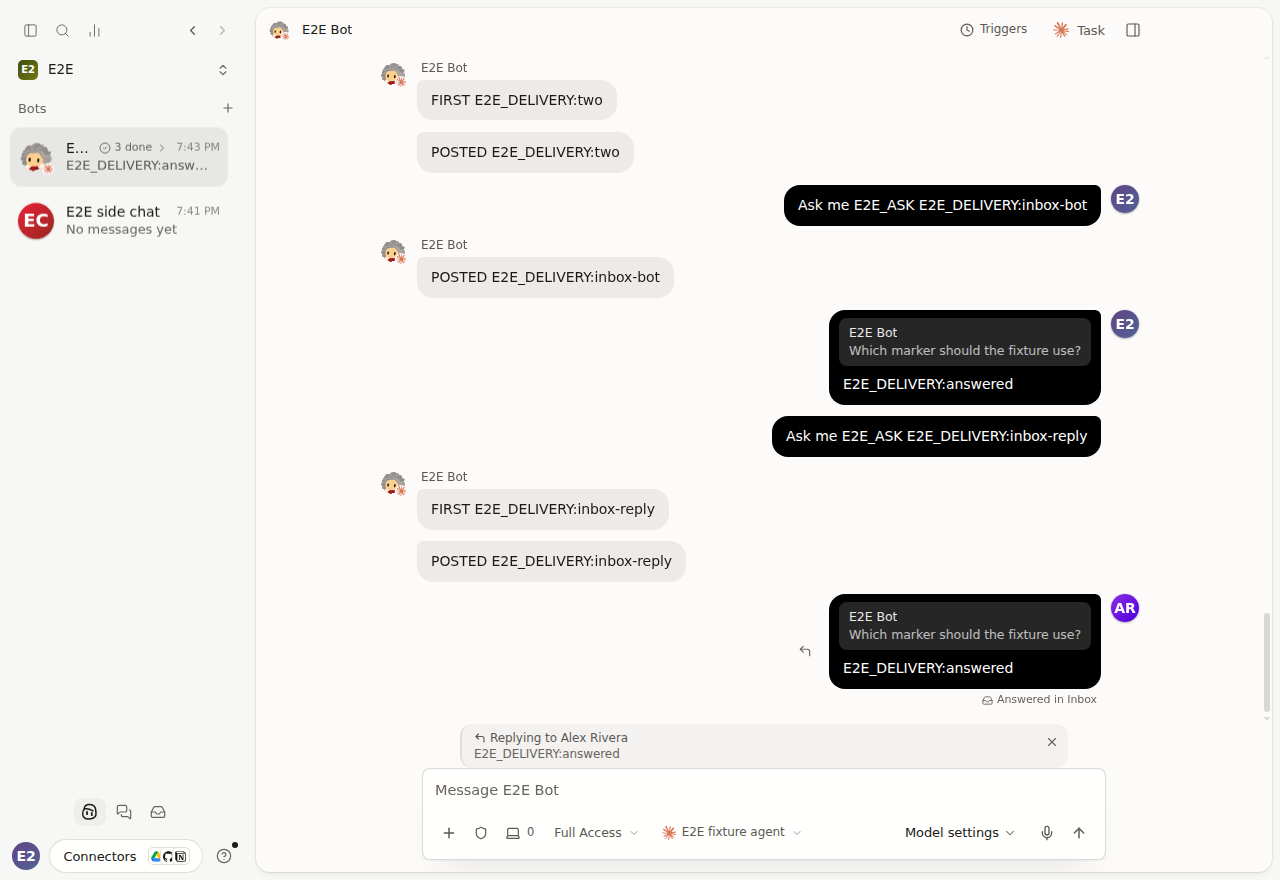 E2E Bot
Triggers
Task
E2 E2E
Bots
E... 3 done 7:43 PM
E2E_DELIVERY:answ...
EC E2E side chat 7:41 PM
No messages yet
E2E Bot
FIRST E2E_DELIVERY:two
POSTED E2E_DELIVERY:two
Ask me E2E_ASK E2E_DELIVERY:inbox-bot
E2
E2E Bot
POSTED E2E_DELIVERY:inbox-bot
E2E Bot
Which marker should the fixture use?
E2E_DELIVERY:answered
E2
Ask me E2E_ASK E2E_DELIVERY:inbox-reply
E2E Bot
FIRST E2E_DELIVERY:inbox-reply
POSTED E2E_DELIVERY:inbox-reply
E2E Bot
Which marker should the fixture use?
E2E_DELIVERY:answered
AR
Answered in Inbox
Replying to Alex Rivera
E2E_DELIVERY:answered
Message E2E Bot
0 Full Access E2E fixture agent Model settings
E2 Connectors